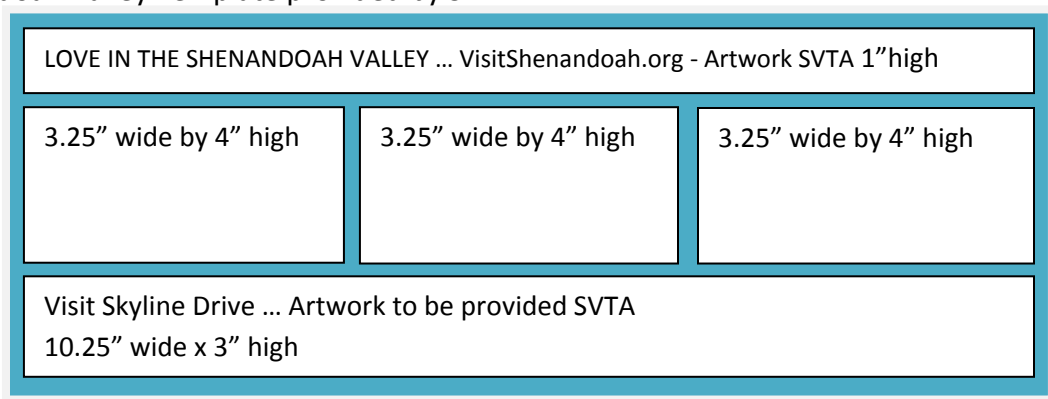 LOVE IN THE SHENANDOAH VALLEY … VisitShenandoah.org - Artwork SVTA 1”high
3.25” wide by 4” high
3.25” wide by 4” high
3.25” wide by 4” high
Visit Skyline Drive … Artwork to be provided SVTA
10.25” wide x 3” high